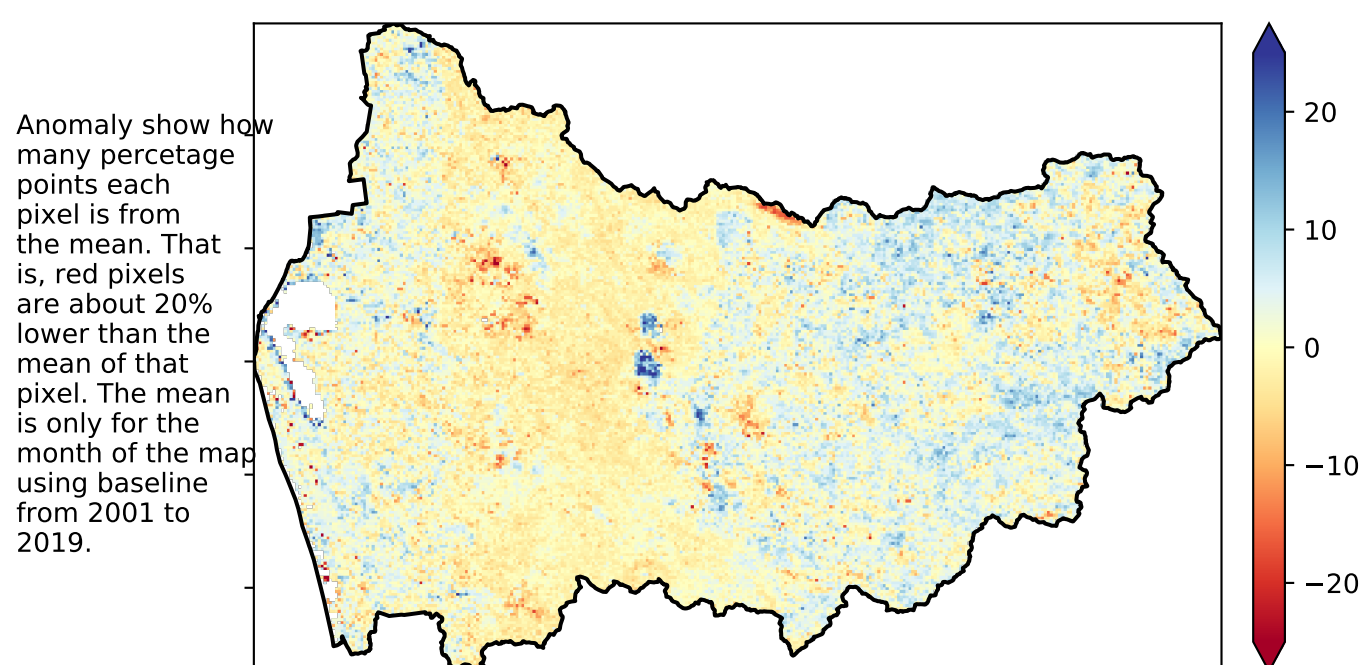 Anomaly show how
many percetage
points each
pixel is from
the mean. That
is, red pixels
are about 20%
lower than the
mean of that
pixel. The mean
is only for the
month of the map
using baseline
from 2001 to
2019.
20
10
0
−10
−20